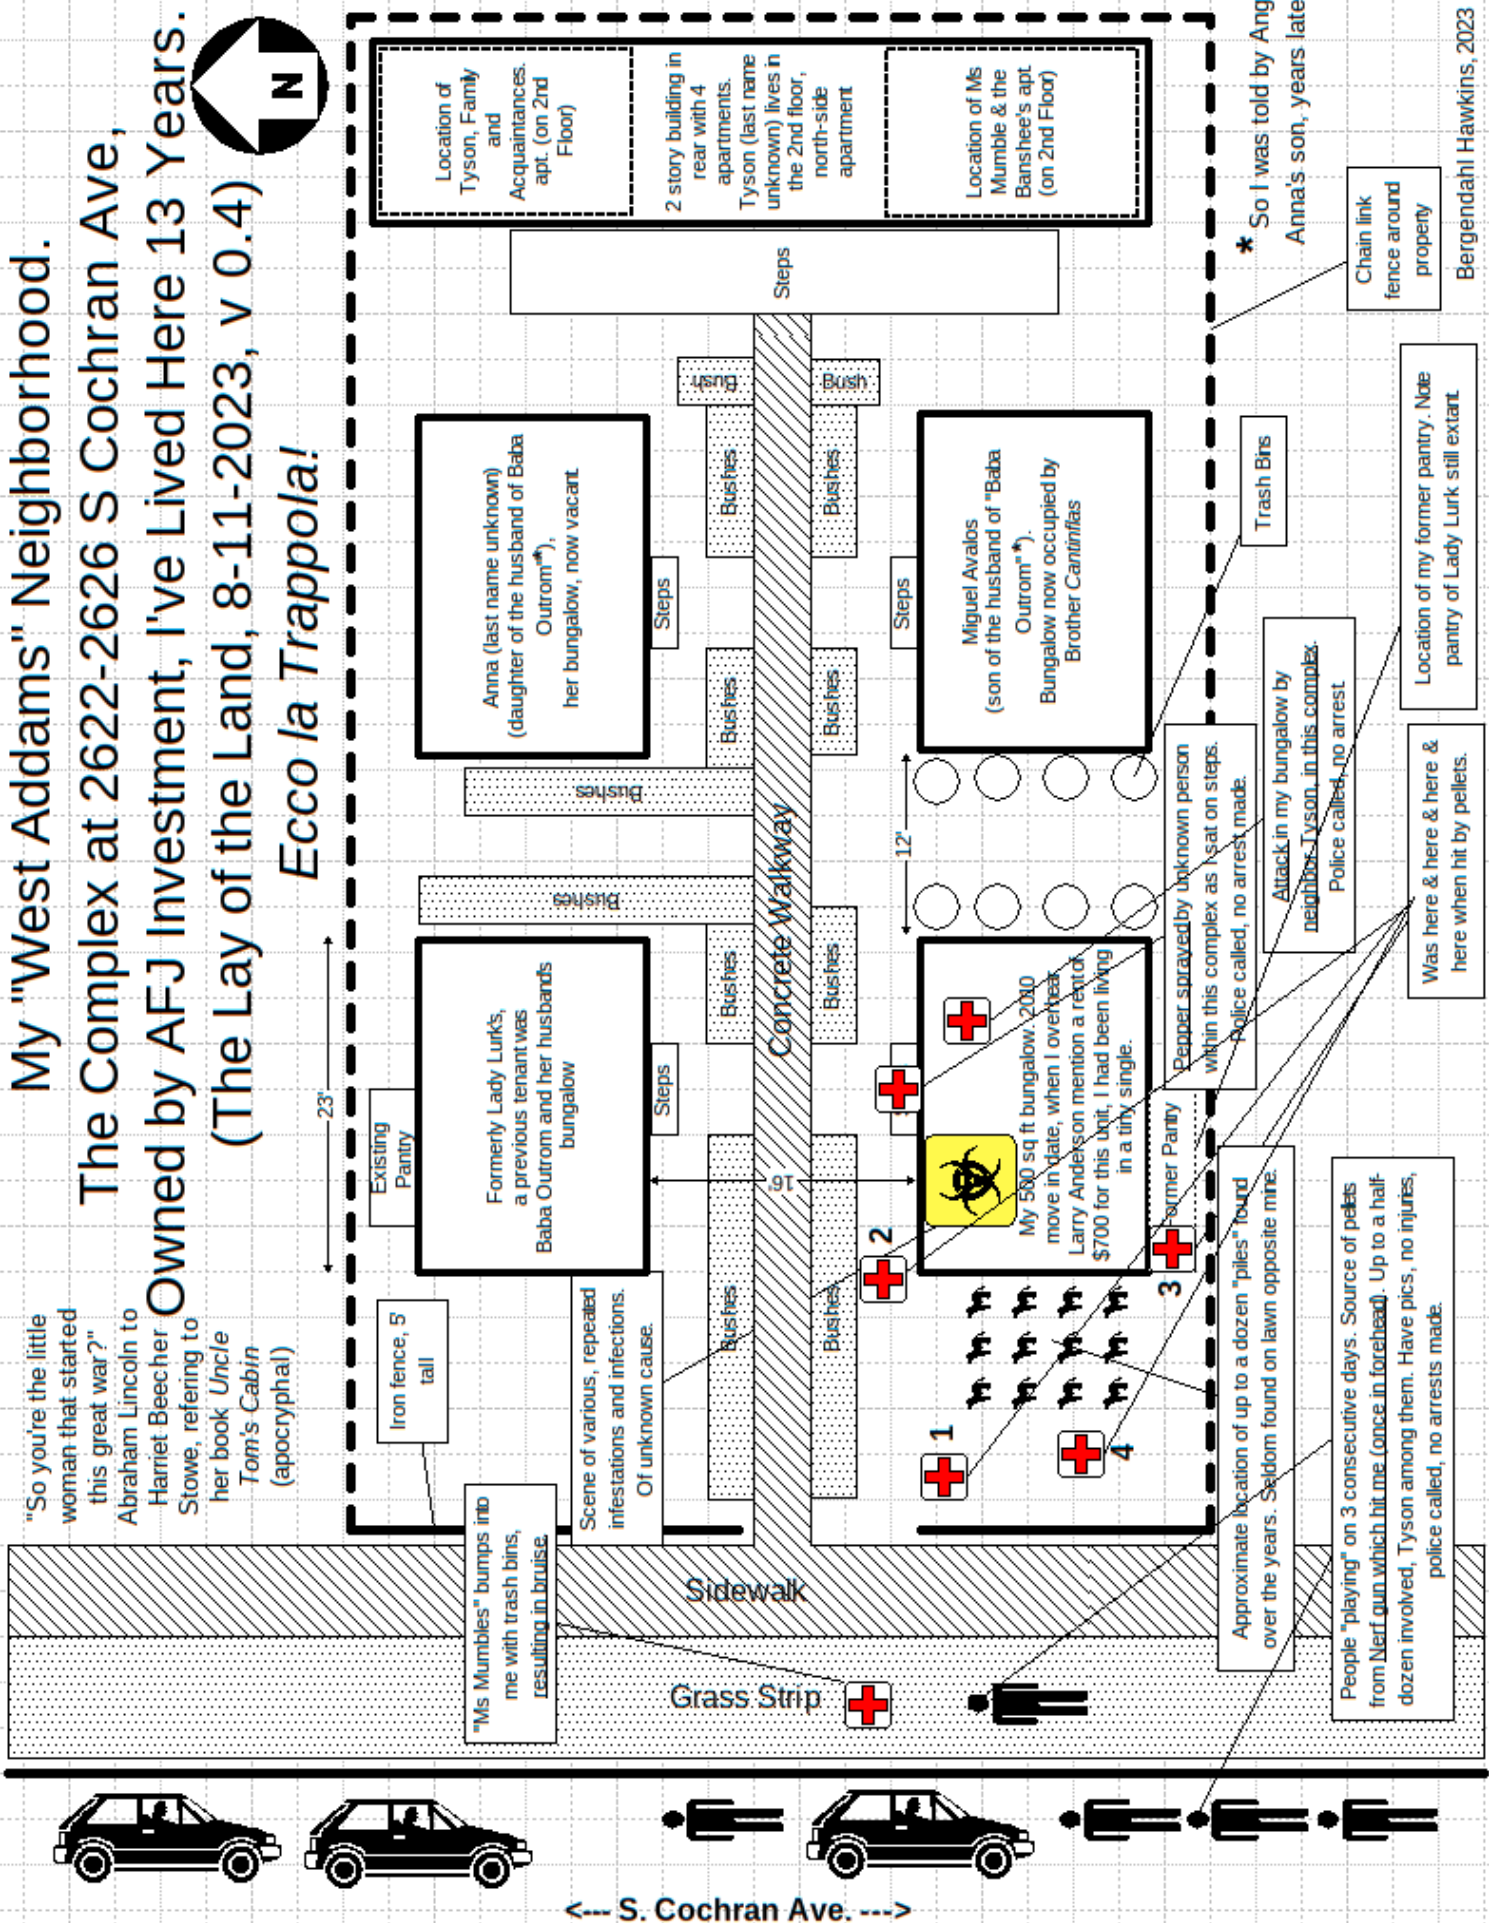 My "West Addams" Neighborhood.
The Complex at 2622-2626 S Cochran Ave,
Owned by AFJ Investment, I've Lived Here 13 Years.
(The Lay of the Land, 8-11-2023, v 0.4)
Ecco la Trappola!
N
"So you're the little
woman that started
this great war?"
Abraham Lincoln to
Harriet Beecher
Stowe, refering to
her book Uncle
Tom's Cabin
(apocryphal)
23'
Iron fence, 5'
tall
Existing
Pantry
Formerly Lady Lurk's,
a previous tenant was
Baba Outrom and her husband's
bungalow
Steps
Anna (last name unknown)
(daughter of the husband of Baba
Outrom"*),
her bungalow, now vacant
Steps
Location of
Tyson, Family
and
Acquaintances.
apt. (on 2nd
Floor)
2 story building in
rear with 4
apartments.
Tyson (last name
unknown) lives in
the 2nd floor,
north-side
apartment
Location of Ms
Mumble & the
Banshee's apt
(on 2nd Floor)
Steps
"Ms Mumbles" bumps into
me with trash bins,
resulting in bruise.
Scene of various, repeated
infestations and infections.
Of unknown cause.
Bushes
Bushes
Bushes
Bushes
Bushes
Bushes
Bush
Sidewalk
Concrete Walkway
Grass Strip
16'
Bushes
Bushes
Bushes
Bushes
Bush
2
1
4
3
12'
Steps
My 500 sq ft bungalow. 2010
move in date, when I overhear
Larry Anderson mention a rent of
$700 for this unit, I had been living
in a tiny single.
Former Pantry
Miguel Avalos
(son of the husband of "Baba
Outrom"*).
Bungalow now occupied by
Brother Cantinflas
Pepper sprayed by unknown person
within this complex as I sat on steps.
Police called, no arrest made.
Trash Bins
* So I was told by Ang
Anna's son, years late
Attack in my bungalow by
neighbor Tyson, in this complex.
Police called, no arrest
Chain link
fence around
property
Approximate location of up to a dozen "piles" found
over the years. Seldom found on lawn opposite mine.
Location of my former pantry. Note
pantry of Lady Lurk still extant
People "playing" on 3 consecutive days. Source of pellets
from Nerf gun which hit me (once in forehead). Up to a half-
dozen involved, Tyson among them. Have pics, no injuries,
police called, no arrests made.
Was here & here & here &
here when hit by pellets.
Bergendahl Hawkins, 2023
<--- S. Cochran Ave. --->